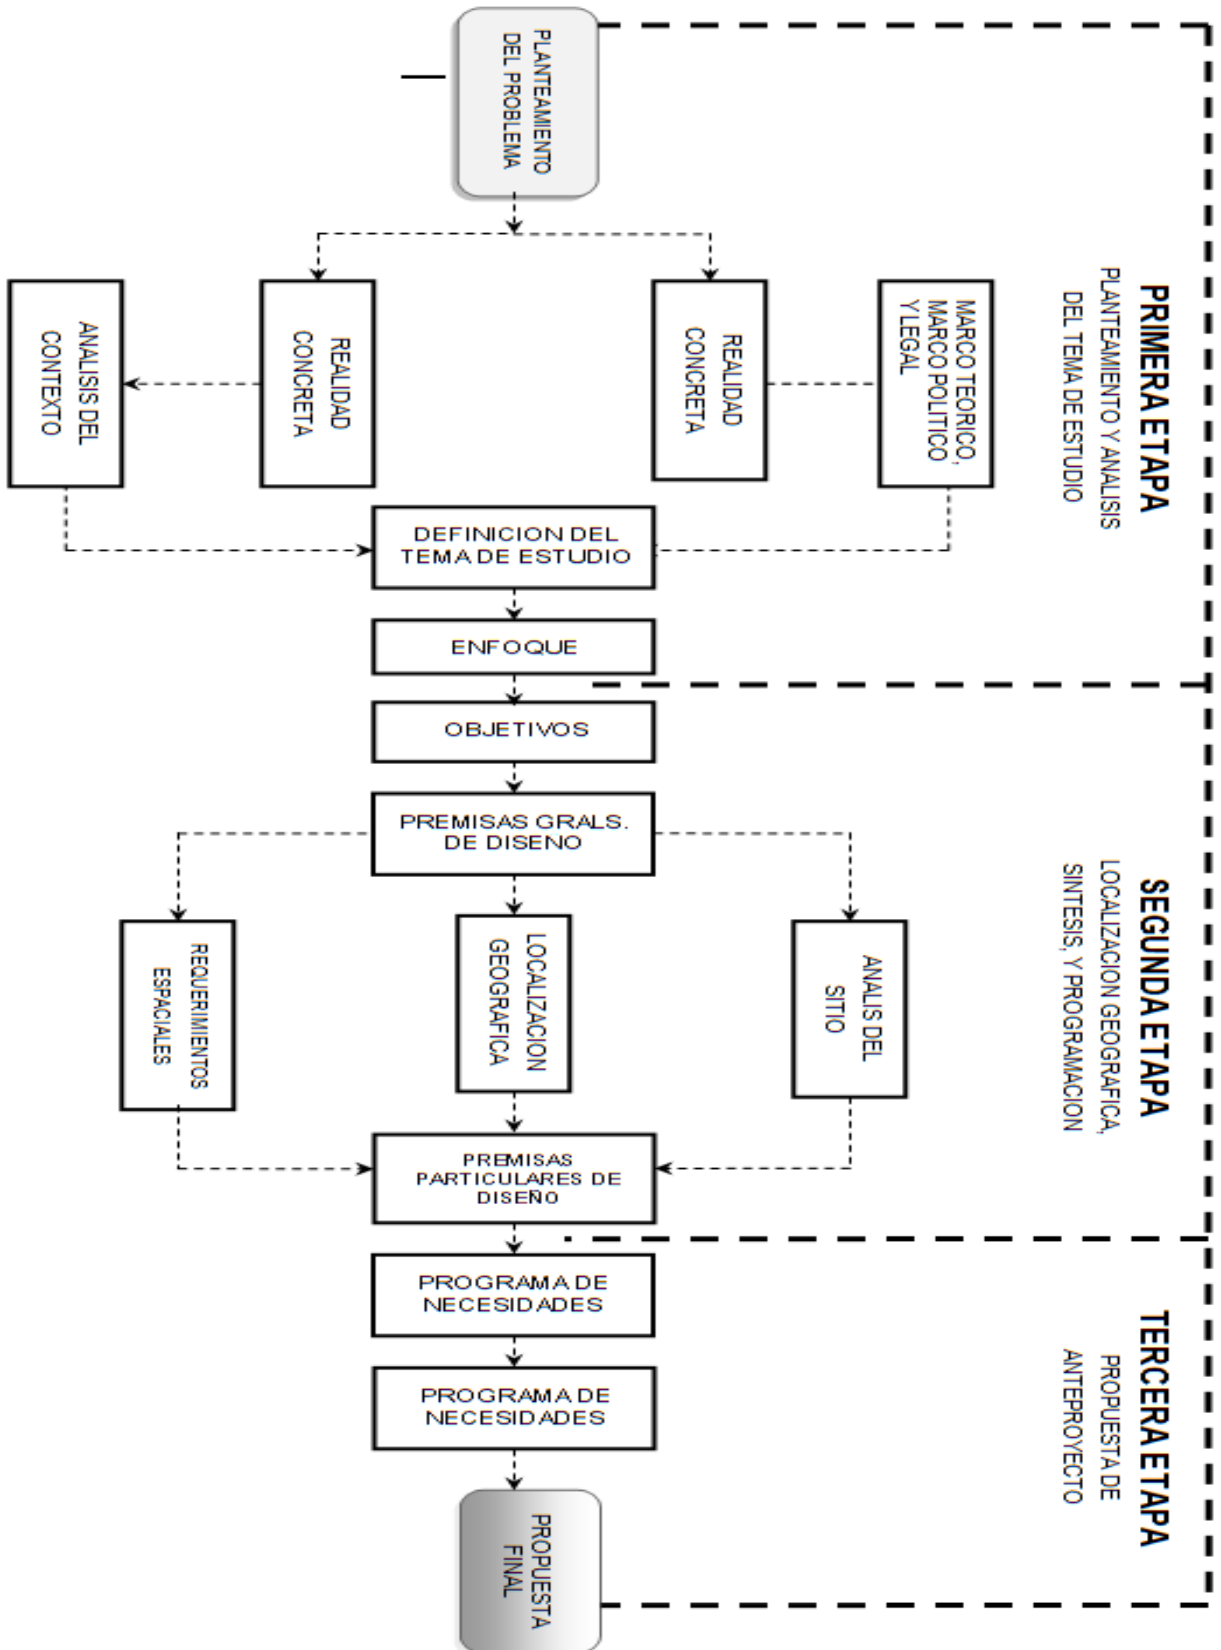 PRIMERA ETAPA
PLANTEAMIENTO Y ANALISIS
DEL TEMA DE ESTUDIO
PLANTEAMIENTO
DEL PROBLEMA
MARCO TEORICO,
MARCO POLITICO
Y LEGAL
REALIDAD
CONCRETA
REALIDAD
CONCRETA
ANALISIS DEL
CONTEXTO
DEFINICION DEL
TEMA DE ESTUDIO
ENFOQUE
SEGUNDA ETAPA
LOCALIZACION GEOGRAFICA,
SINTESIS, Y PROGRAMACION
OBJETIVOS
PREMISAS GRALS.
DE DISENO
ANALIS DEL
SITIO
LOCALIZACION
GEOGRAFICA
REQUERIMIENTOS
ESPACIALES
PREMISAS
PARTICULARES DE
DISEÑO
TERCERA ETAPA
PROPUESTA DE
ANTEPROYECTO
PROGRAMA DE
NECESIDADES
PROGRAMA DE
NECESIDADES
PROPUESTA
FINAL